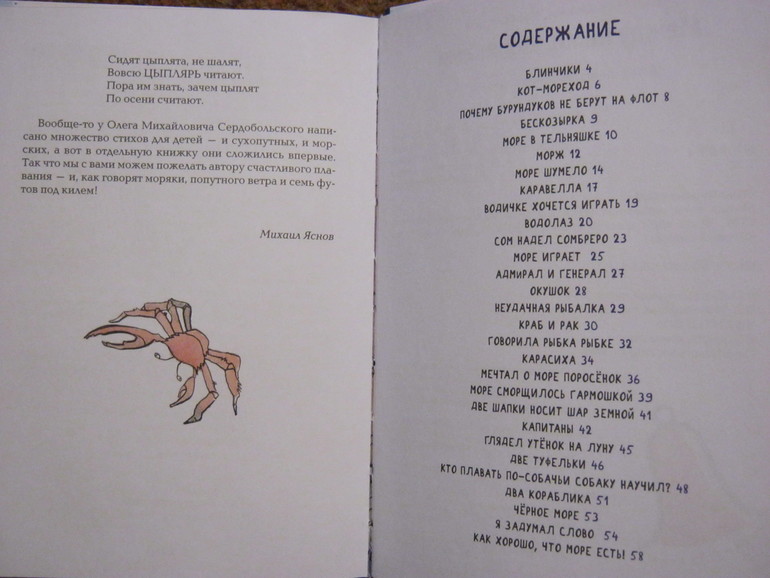 Сидят цыплята, не шалят,
Вовсю ЦЫПЛЯРЬ читают.
Пора им знать, зачем цыплят
По осени считают.
Вообще-то у Олега Михайловича Сердобольского напи-
сано множество стихов для детей — и сухопутных, и мор-
ских, а вот в отдельную книжку они сложились впервые.
Так что мы с вами можем пожелать автору счастливого пла-
вания — и, как говорят моряки, попутного ветра и семь фу-
тов под килем!
Михаил Яснов
СОДЕРЖАНИЕ
БЛИНЧИКИ 4
КОТ-МОРЕХОД 6
ПОЧЕМУ БУРУНДУКОВ НЕ БЕРУТ НА ФЛОТ 8
БЕСКОЗЫРКА 9
МОРЕ В ТЕЛЬНЯШКЕ 10
МОРЖ 12
МОРЕ ШУМЕЛО 14
КАРАВЕЛЛА 17
ВОДИЧКЕ ХОЧЕТСЯ ИГРАТЬ 19
ВОДОЛАЗ 20
СОМ НАДЕЛ СОМБРЕРО 23
МОРЕ ИГРАЕТ 25
АДМИРАЛ И ГЕНЕРАЛ 27
ОКУШОК 28
НЕУДАЧНАЯ РЫБАЛКА 29
КРАБ И РАК 30
ГОВОРИЛА РЫБКА РЫБКЕ 32
КАРАСИХА 34
МЕЧТАЛ О МОРЕ ПОРОСЁНОК 36
МОРЕ СМОРЩИЛОСЬ ГАРМОШКОЙ 39
ДВЕ ШАПКИ НОСИТ ШАР ЗЕМНОЙ 41
КАПИТАНЫ 42
ГЛЯДЕЛ УТЁНОК НА ЛУНУ 45
ДВЕ ТУФЕЛЬКИ 46
КТО ПЛАВАТЬ ПО-СОБАЧЬИ СОБАКУ НАУЧИЛ? 48
ДВА КОРАБЛИКА 51
ЧЁРНОЕ МОРЕ 53
Я ЗАДУМАЛ СЛОВО 54
КАК ХОРОШО, ЧТО МОРЕ ЕСТЬ! 58